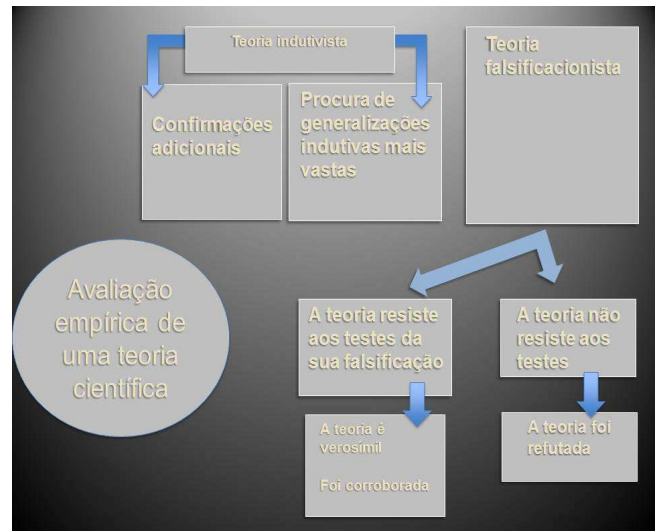 Teoria indutivista
Teoria
falsificacionista
Confirmações
adicionais
Procura de
generalizações
indutivas mais
vastas
Avaliação
empírica de
uma teoria
científica
A teoria resiste
aos testes da
sua falsificação
A teoria não
resiste aos
testes
A teoria é
verosímil
Foi corroborada
A teoria foi
refutada